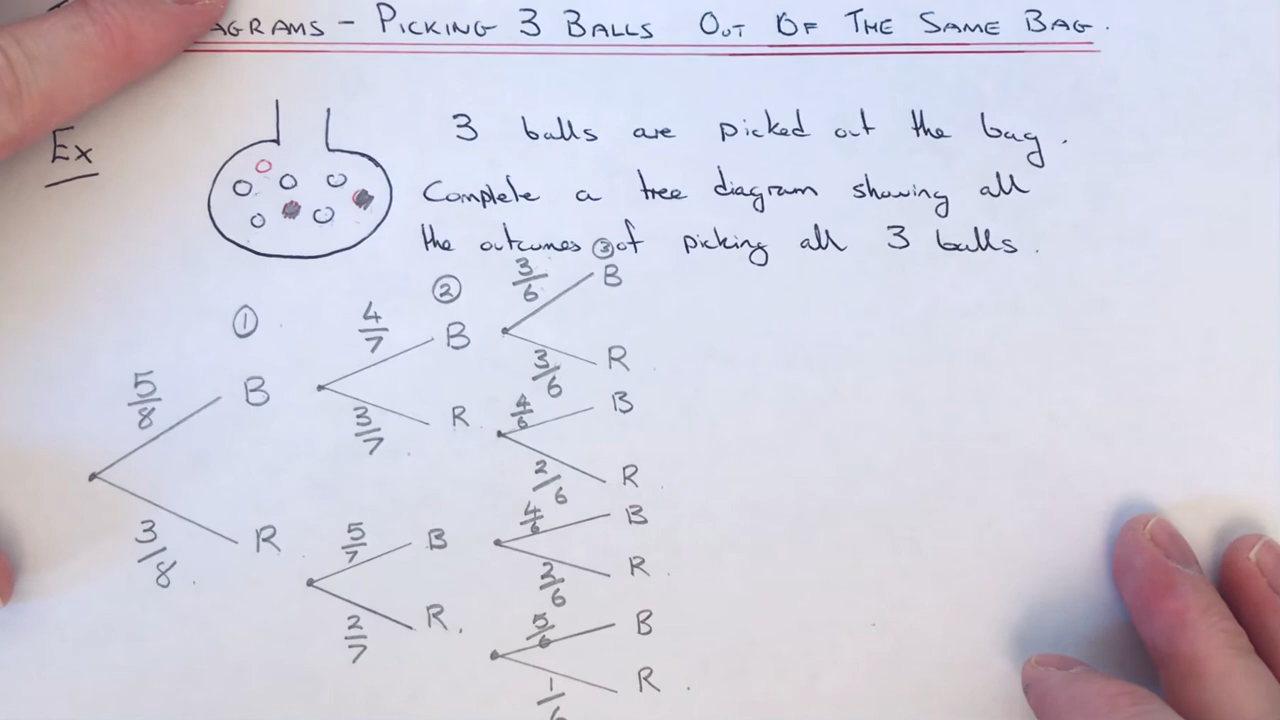 AGRAMS - PICKING 3 BALLS OUT OF THE SAME BAG.
Ex
3 balls are picked out the bag.
Complete a tree diagram showing all
the outcomes of picking all 3 balls.
① ② ③
5/8 B
3/8 R
4/7 B
3/7 R
5/7 B
2/7 R
3/6 B
3/6 R
4/6 B
2/6 R
4/6 B
2/6 R
5/6 B
1/6 R